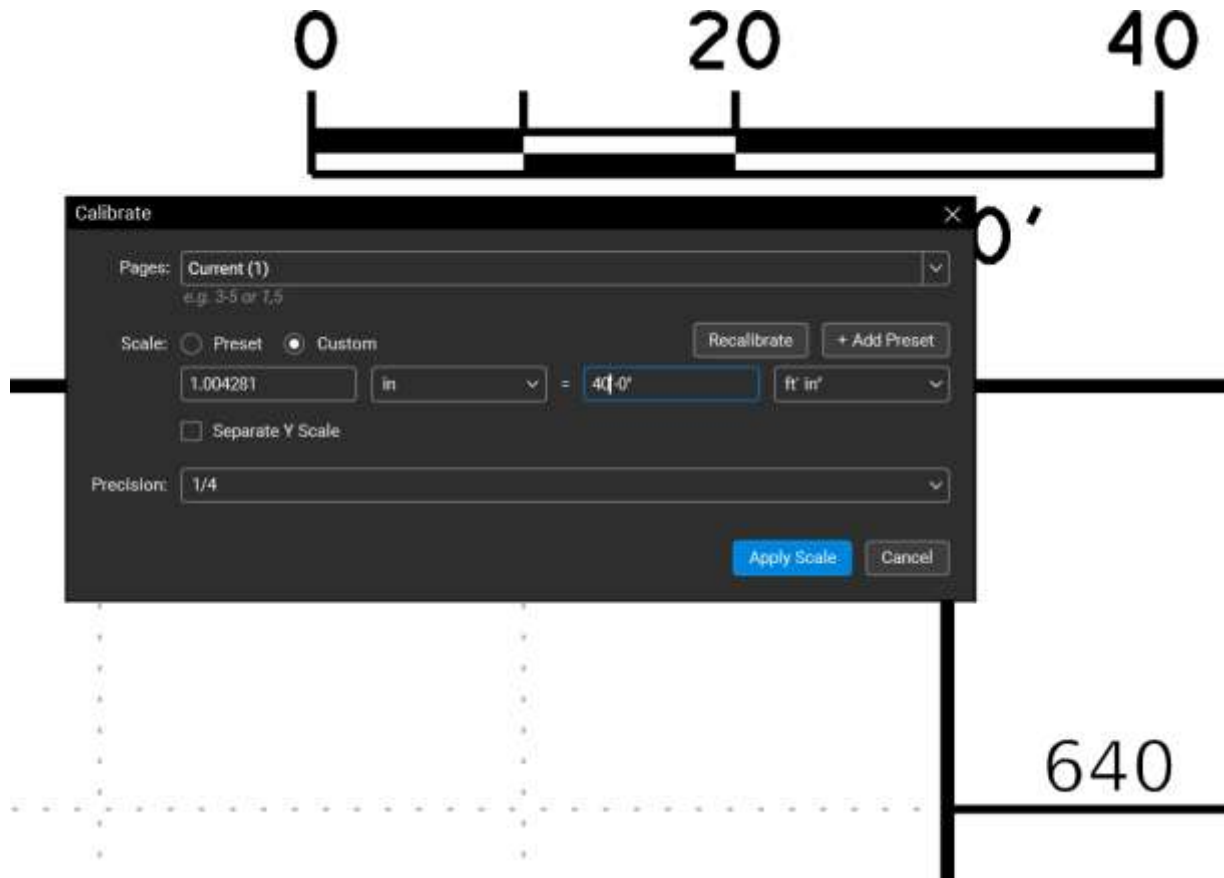 0 20 40
Calibrate
0'
Pages: Current (1)
e.g. 3-5 or 1,5
Scale: Preset Custom Recalibrate + Add Preset
1.004281 in = 40'-0" ft' in"
Separate Y Scale
Precision: 1/4
Apply Scale Cancel
640